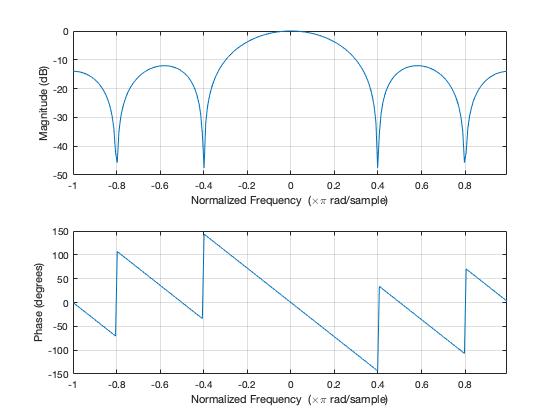 0
-10
-20
-30
-40
-50
Magnitude (dB)
-1 -0.8 -0.6 -0.4 -0.2 0 0.2 0.4 0.6 0.8
Normalized Frequency (×π rad/sample)
150
100
50
0
-50
-100
-150
Phase (degrees)
-1 -0.8 -0.6 -0.4 -0.2 0 0.2 0.4 0.6 0.8
Normalized Frequency (×π rad/sample)